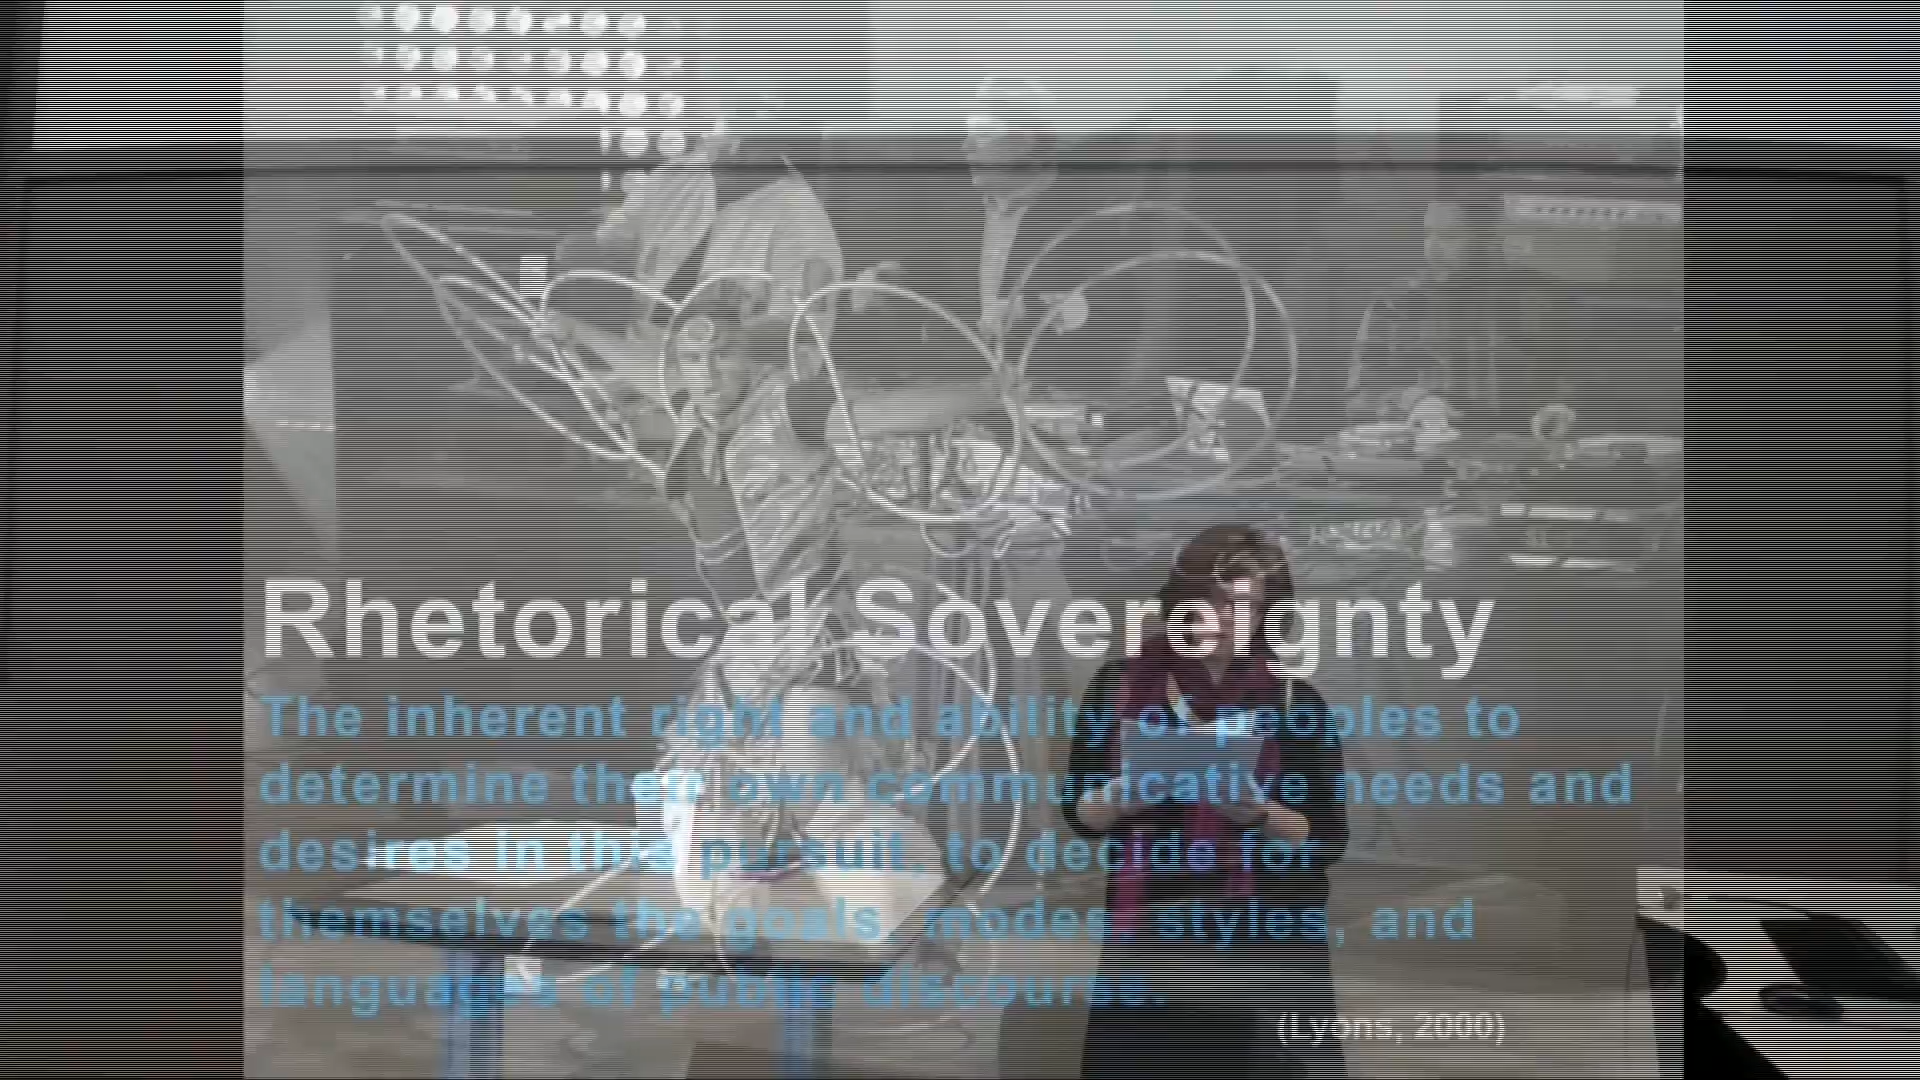 Rhetorical Sovereignty
The inherent right and ability of peoples to
determine their own communicative needs and
desires in this pursuit, to decide for
themselves the goals, modes, styles, and
languages of public discourse.
(Lyons, 2000)